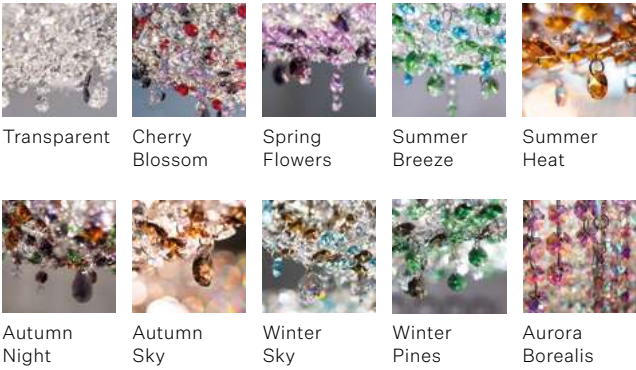 Transparent
Cherry
Blossom
Spring
Flowers
Summer
Breeze
Summer
Heat
Autumn
Night
Autumn
Sky
Winter
Sky
Winter
Pines
Aurora
Borealis